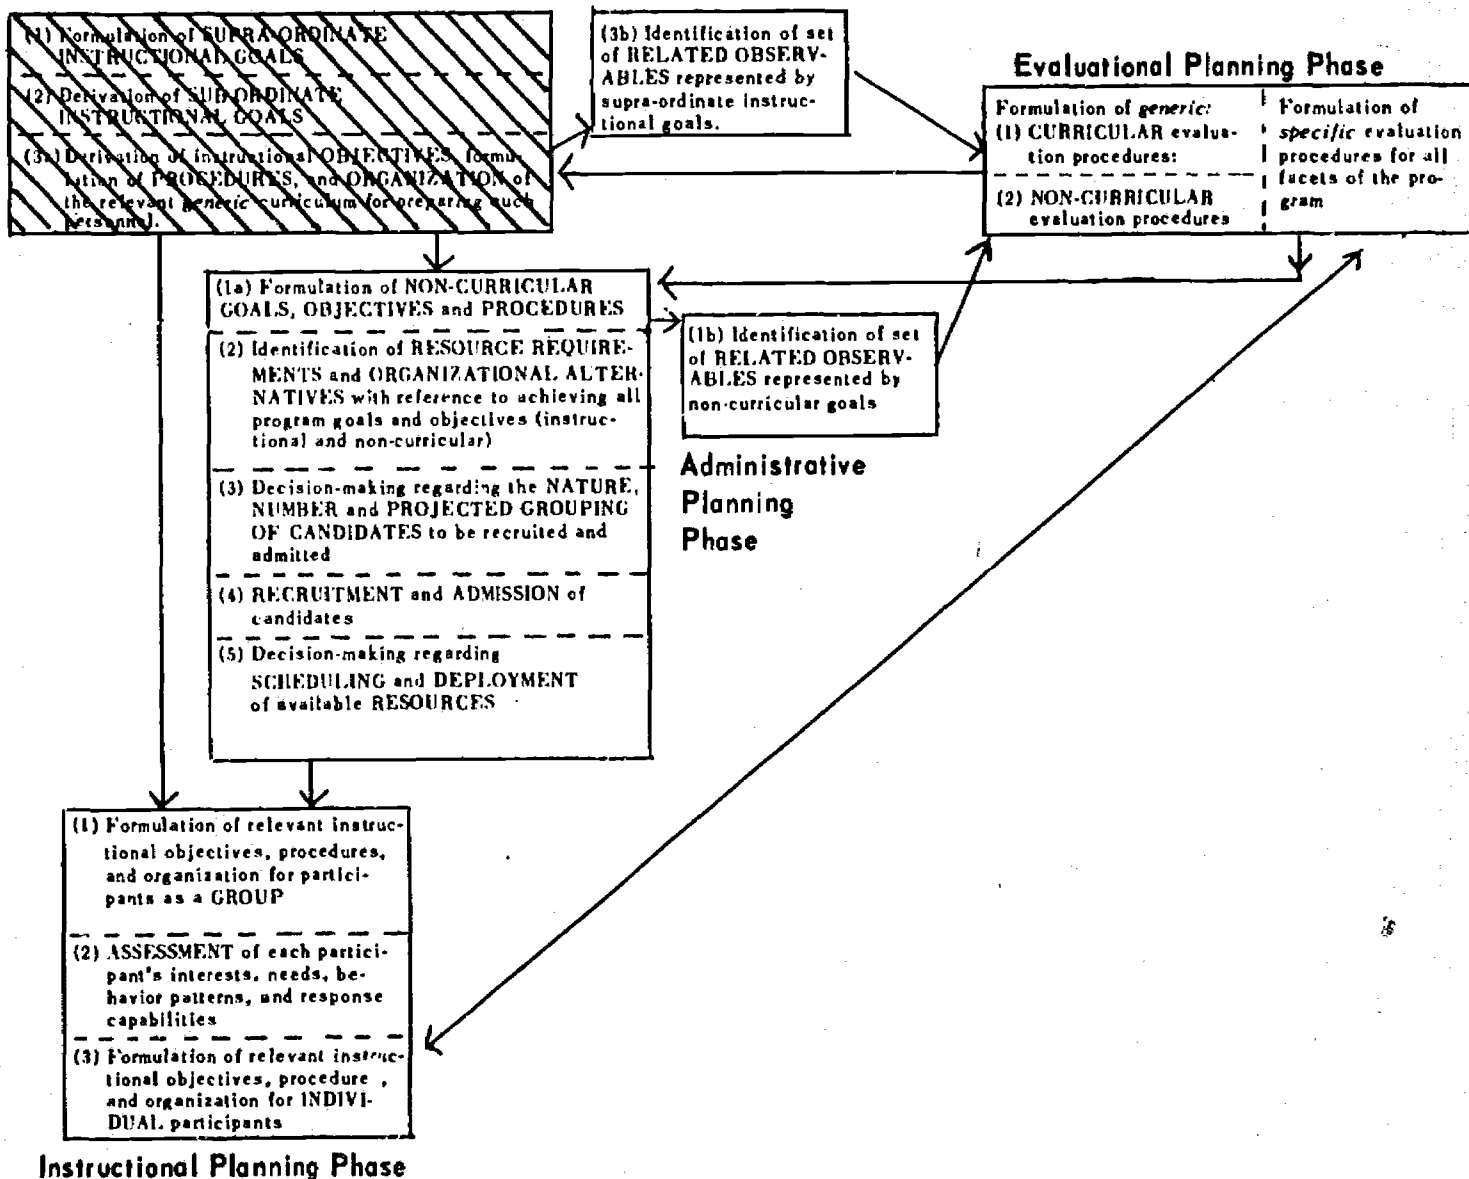 (1) Formulation of SUPRA-ORDINATE
INSTRUCTIONAL GOALS
(2) Derivation of SUB-ORDINATE
INSTRUCTIONAL GOALS
(3a) Derivation of instructional OBJECTIVES, formu-
lation of PROCEDURES, and ORGANIZATION of
the relevant generic curriculum for preparing such
personnel.
(3b) Identification of set
of RELATED OBSERV-
ABLES represented by
supra-ordinate instruc-
tional goals.
Evaluational Planning Phase
Formulation of generic:
(1) CURRICULAR evalua-
tion procedures:
(2) NON-CURRICULAR
evaluation procedures
Formulation of
specific evaluation
procedures for all
facets of the pro-
gram
(1a) Formulation of NON-CURRICULAR
GOALS, OBJECTIVES and PROCEDURES
(2) Identification of RESOURCE REQUIRE-
MENTS and ORGANIZATIONAL ALTER-
NATIVES with reference to achieving all
program goals and objectives (instruc-
tional and non-curricular)
(3) Decision-making regarding the NATURE,
NUMBER and PROJECTED GROUPING
OF CANDIDATES to be recruited and
admitted
(4) RECRUITMENT and ADMISSION of
candidates
(5) Decision-making regarding
SCHEDULING and DEPLOYMENT
of available RESOURCES
(1b) Identification of set
of RELATED OBSERV-
ABLES represented by
non-curricular goals
Administrative
Planning
Phase
(1) Formulation of relevant instruc-
tional objectives, procedures,
and organization for partici-
pants as a GROUP
(2) ASSESSMENT of each partici-
pant's interests, needs, be-
havior patterns, and response
capabilities
(3) Formulation of relevant instruc-
tional objectives, procedure ,
and organization for INDIVI-
DUAL participants
Instructional Planning Phase